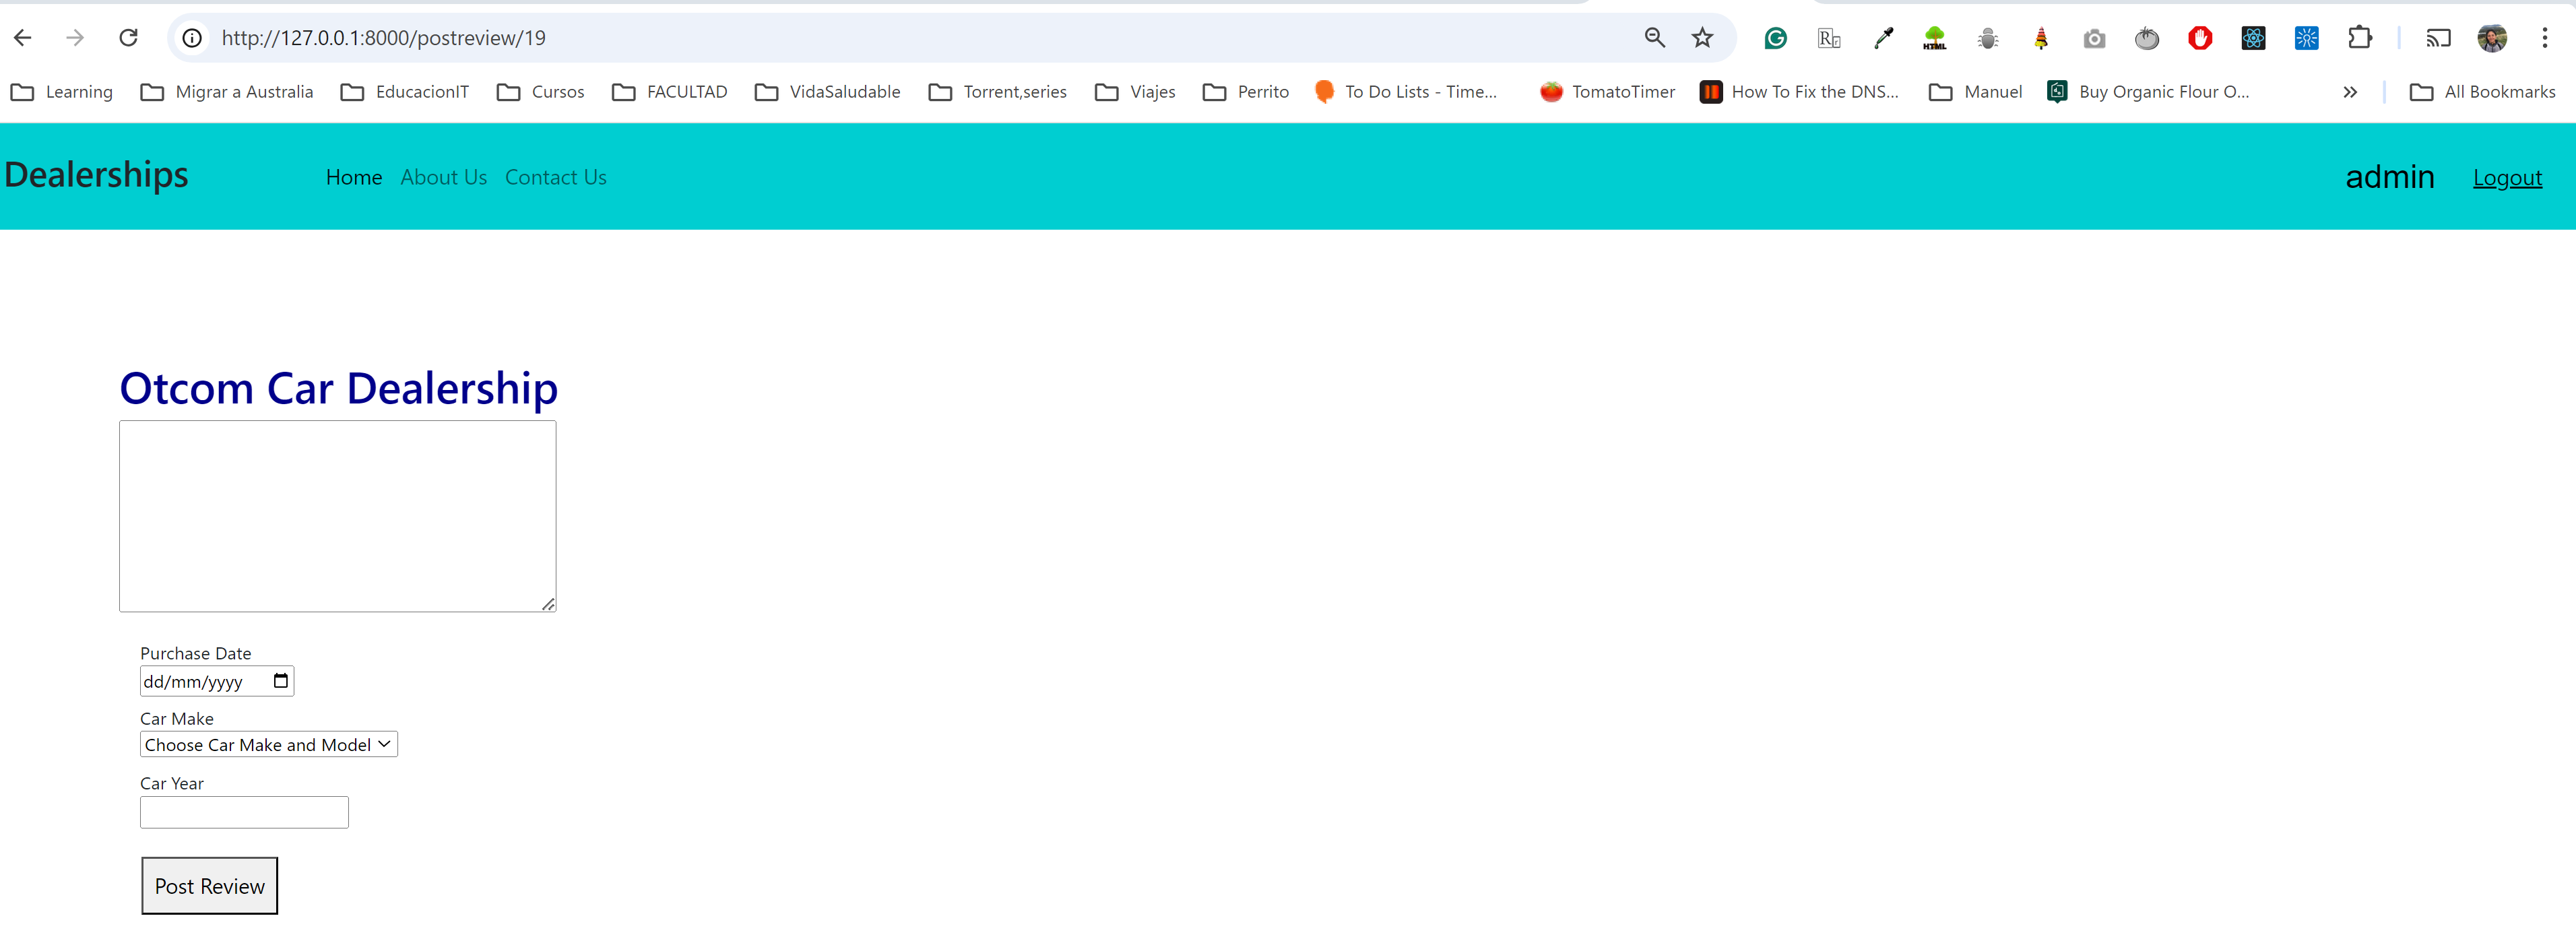 http://127.0.0.1:8000/postreview/19
Learning Migrar a Australia EducacionIT Cursos FACULTAD VidaSaludable Torrent,series Viajes Perrito To Do Lists - Time... TomatoTimer How To Fix the DNS... Manuel Buy Organic Flour O... » All Bookmarks
Dealerships Home About Us Contact Us admin Logout
Otcom Car Dealership
Purchase Date
dd/mm/yyyy
Car Make
Choose Car Make and Model
Car Year
Post Review